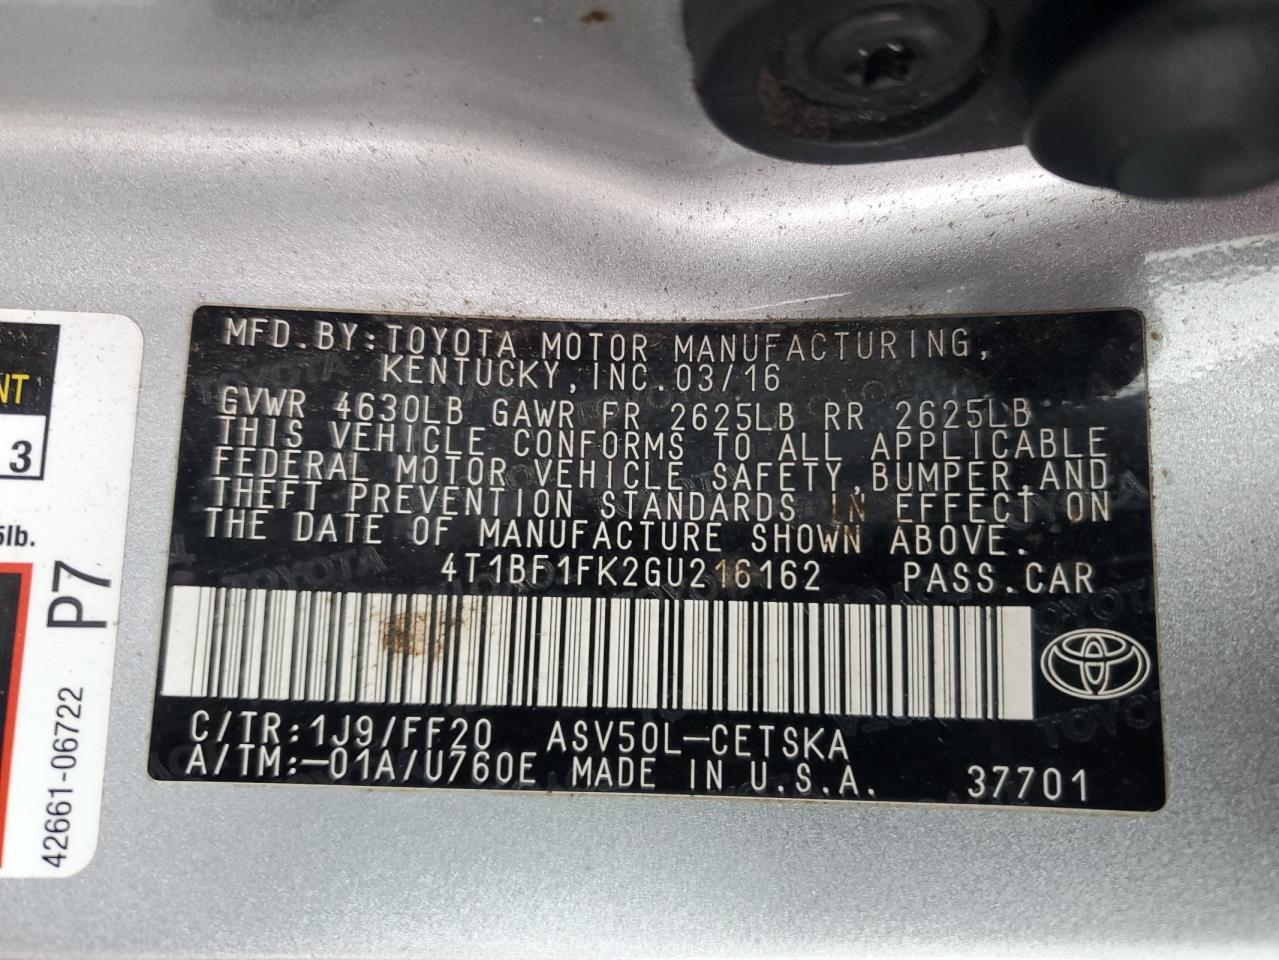 MFD.BY:TOYOTA MOTOR MANUFACTURING,
KENTUCKY,INC.03/16
GVWR 4630LB GAWR FR 2625LB RR 2625LB
THIS VEHICLE CONFORMS TO ALL APPLICABLE
FEDERAL MOTOR VEHICLE SAFETY,BUMPER,AND
THEFT PREVENTION STANDARDS IN EFFECT ON
THE DATE OF MANUFACTURE SHOWN ABOVE.
4T1BF1FK2GU216162 PASS.CAR
C/TR:1J9/FF20 ASV50L-CETSKA
A/TM:-01A/U760E MADE IN U.S.A. 37701
NT
3
5lb.
P7
42661-06722